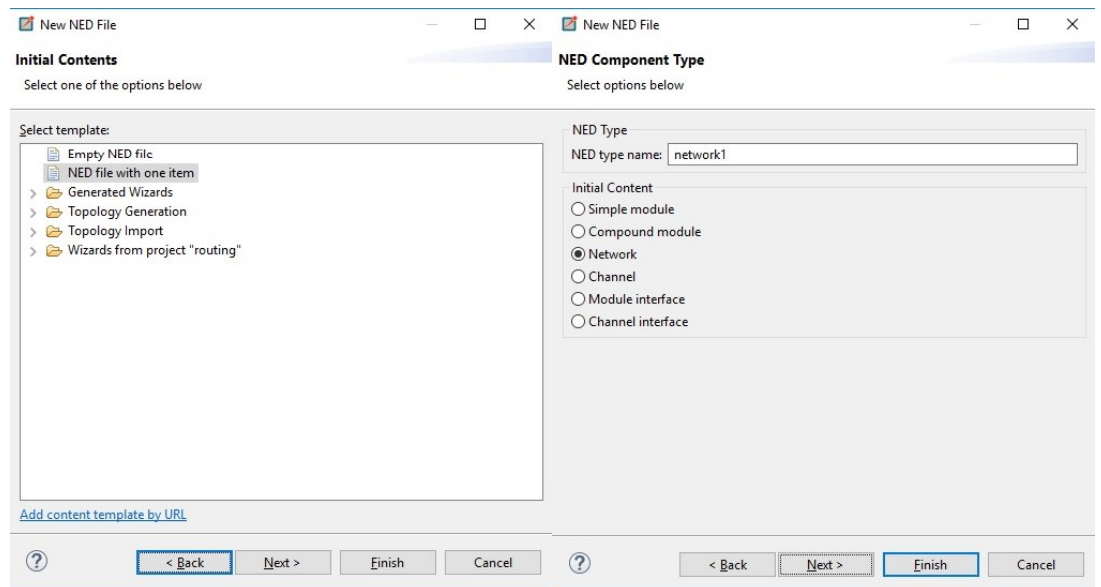 New NED File
Initial Contents
Select one of the options below
Select template:
Empty NED file
NED file with one item
Generated Wizards
Topology Generation
Topology Import
Wizards from project "routing"
Add content template by URL
< Back Next > Finish Cancel
New NED File
NED Component Type
Select options below
NED Type
NED type name: network1
Initial Content
Simple module
Compound module
Network
Channel
Module interface
Channel interface
< Back Next > Finish Cancel